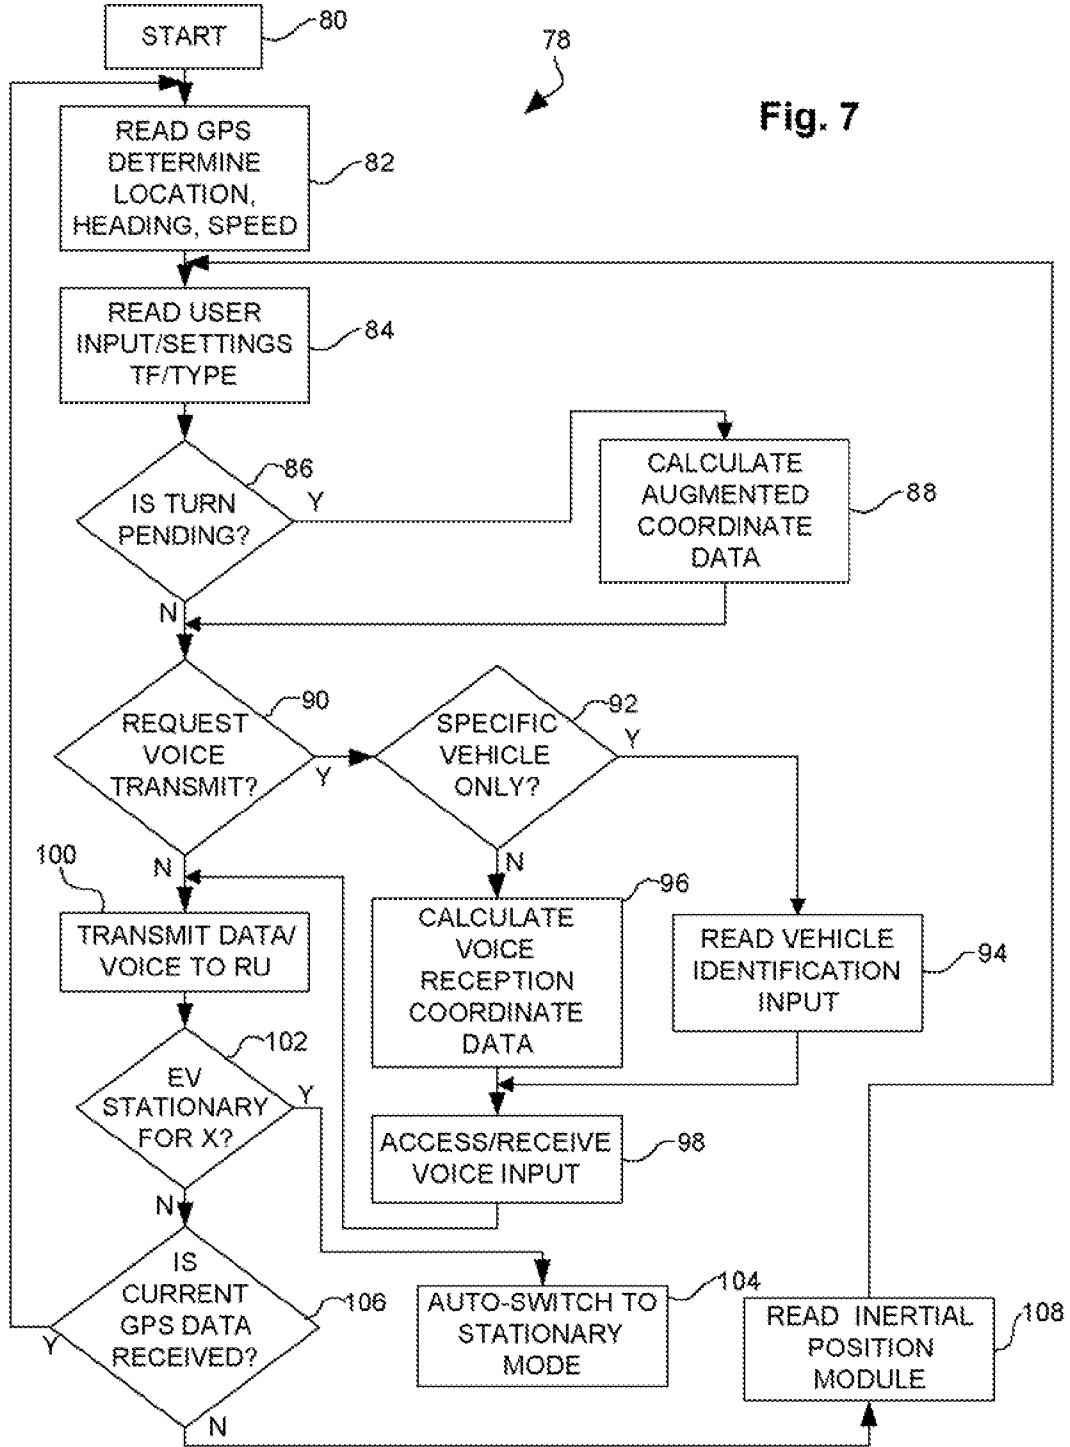 START
80
78
Fig. 7
READ GPS
DETERMINE
LOCATION,
HEADING, SPEED
82
READ USER
INPUT/SETTINGS
TF/TYPE
84
IS TURN
PENDING?
86
Y
N
CALCULATE
AUGMENTED
COORDINATE
DATA
88
REQUEST
VOICE
TRANSMIT?
90
Y
N
SPECIFIC
VEHICLE
ONLY?
92
Y
N
100
TRANSMIT DATA/
VOICE TO RU
CALCULATE
VOICE
RECEPTION
COORDINATE
DATA
96
READ VEHICLE
IDENTIFICATION
INPUT
94
EV
STATIONARY
FOR X?
102
Y
N
ACCESS/RECEIVE
VOICE INPUT
98
IS
CURRENT
GPS DATA
RECEIVED?
106
Y
N
AUTO-SWITCH TO
STATIONARY
MODE
104
READ INERTIAL
POSITION
MODULE
108